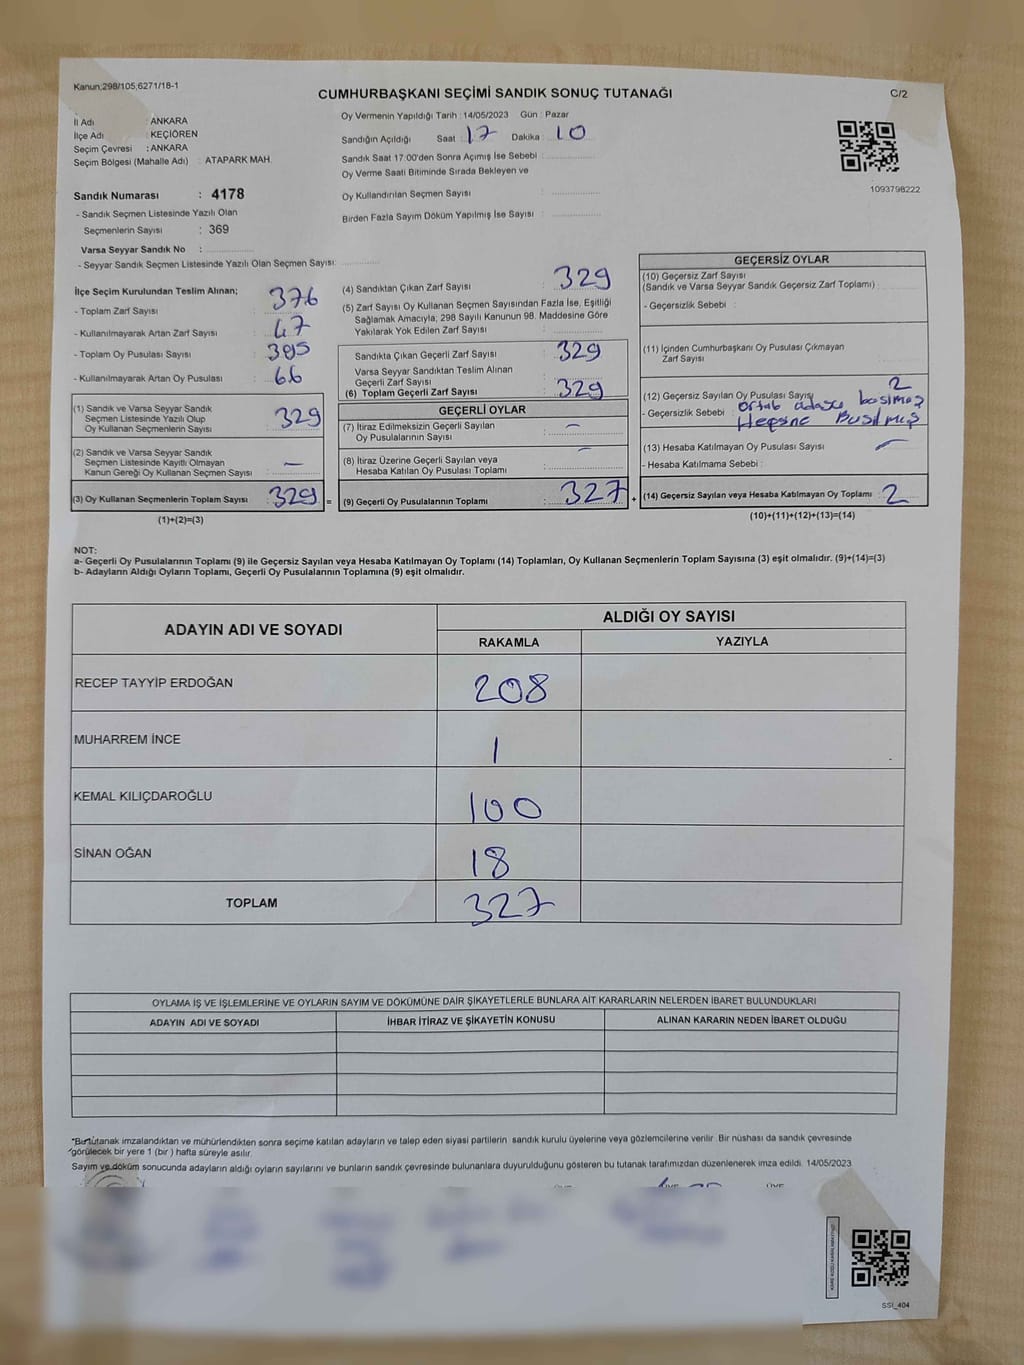 Kanun;298/105;6271/18-1
CUMHURBAŞKANI SEÇİMİ SANDIK SONUÇ TUTANAĞI
C/2
İl Adı : ANKARA
İlçe Adı : KEÇİÖREN
Seçim Çevresi : ANKARA
Seçim Bölgesi (Mahalle Adı) : ATAPARK MAH.
Sandık Numarası : 4178
- Sandık Seçmen Listesinde Yazılı Olan
Seçmenlerin Sayısı : 369
Varsa Seyyar Sandık No :
- Seyyar Sandık Seçmen Listesinde Yazılı Olan Seçmen Sayısı:
Oy Vermenin Yapıldığı Tarih : 14/05/2023 Gün : Pazar
Sandığın Açıldığı Saat : 17 Dakika : 10
Sandık Saat 17:00'den Sonra Açımış İse Sebebi :
Oy Verme Saati Bitiminde Sırada Bekleyen ve
Oy Kullandırılan Seçmen Sayısı :
Birden Fazla Sayım Döküm Yapılmış İse Sayısı :
1093798222
İlçe Seçim Kurulundan Teslim Alınan;
- Toplam Zarf Sayısı : 376
- Kullanılmayarak Artan Zarf Sayısı : 47
- Toplam Oy Pusulası Sayısı : 395
- Kullanılmayarak Artan Oy Pusulası : 66
(1) Sandık ve Varsa Seyyar Sandık
Seçmen Listesinde Yazılı Olup
Oy Kullanan Seçmenlerin Sayısı : 329
(2) Sandık ve Varsa Seyyar Sandık
Seçmen Listesinde Kayıtlı Olmayan
Kanun Gereği Oy Kullanan Seçmen Sayısı : —
(3) Oy Kullanan Seçmenlerin Toplam Sayısı : 329 =
(1)+(2)=(3)
(4) Sandıktan Çıkan Zarf Sayısı : 329
(5) Zarf Sayısı Oy Kullanan Seçmen Sayısından Fazla İse, Eşitliği
Sağlamak Amacıyla; 298 Sayılı Kanunun 98. Maddesine Göre
Yakılarak Yok Edilen Zarf Sayısı :
Sandıkta Çıkan Geçerli Zarf Sayısı : 329
Varsa Seyyar Sandıktan Teslim Alınan
Geçerli Zarf Sayısı :
(6) Toplam Geçerli Zarf Sayısı : 329
GEÇERLİ OYLAR
(7) İtiraz Edilmeksizin Geçerli Sayılan
Oy Pusulalarının Sayısı : —
(8) İtiraz Üzerine Geçerli Sayılan veya
Hesaba Katılan Oy Pusulası Toplamı : —
(9) Geçerli Oy Pusulalarının Toplamı : 327 +
GEÇERSİZ OYLAR
(10) Geçersiz Zarf Sayısı
(Sandık ve Varsa Seyyar Sandık Geçersiz Zarf Toplamı) :
- Geçersizlik Sebebi :
(11) İçinden Cumhurbaşkanı Oy Pusulası Çıkmayan
Zarf Sayısı :
(12) Geçersiz Sayılan Oy Pusulası Sayısı : 2
- Geçersizlik Sebebi : basılmış
Hepsine Basılmış
(13) Hesaba Katılmayan Oy Pusulası Sayısı : —
- Hesaba Katılmama Sebebi :
(14) Geçersiz Sayılan veya Hesaba Katılmayan Oy Toplamı : 2
(10)+(11)+(12)+(13)=(14)
NOT:
a- Geçerli Oy Pusulalarının Toplamı (9) ile Geçersiz Sayılan veya Hesaba Katılmayan Oy Toplamı (14) Toplamları, Oy Kullanan Seçmenlerin Toplam Sayısına (3) eşit olmalıdır. (9)+(14)=(3)
b- Adayların Aldığı Oyların Toplamı, Geçerli Oy Pusulalarının Toplamına (9) eşit olmalıdır.
ADAYIN ADI VE SOYADI
ALDIĞI OY SAYISI
RAKAMLA YAZIYLA
RECEP TAYYİP ERDOĞAN 208
MUHARREM İNCE 1
KEMAL KILIÇDAROĞLU 100
SİNAN OĞAN 18
TOPLAM 327
OYLAMA İŞ VE İŞLEMLERİNE VE OYLARIN SAYIM VE DÖKÜMÜNE DAİR ŞİKAYETLERLE BUNLARA AİT KARARLARIN NELERDEN İBARET BULUNDUKLARI
ADAYIN ADI VE SOYADI İHBAR İTİRAZ VE ŞİKAYETİN KONUSU ALINAN KARARIN NEDEN İBARET OLDUĞU
*Bu tutanak imzalandıktan ve mühürlendikten sonra seçime katılan adayların ve talep eden siyasi partilerin sandık kurulu üyelerine veya gözlemcilerine verilir. Bir nüshası da sandık çevresinde
görülecek bir yere 1 (bir ) hafta süreyle asılır.
Sayım ve döküm sonucunda adayların aldığı oyların sayılarını ve bunların sandık çevresinde bulunanlara duyurulduğunu gösteren bu tutanak tarafımızdan düzenlenerek imza edildi. 14/05/2023
SSI_404